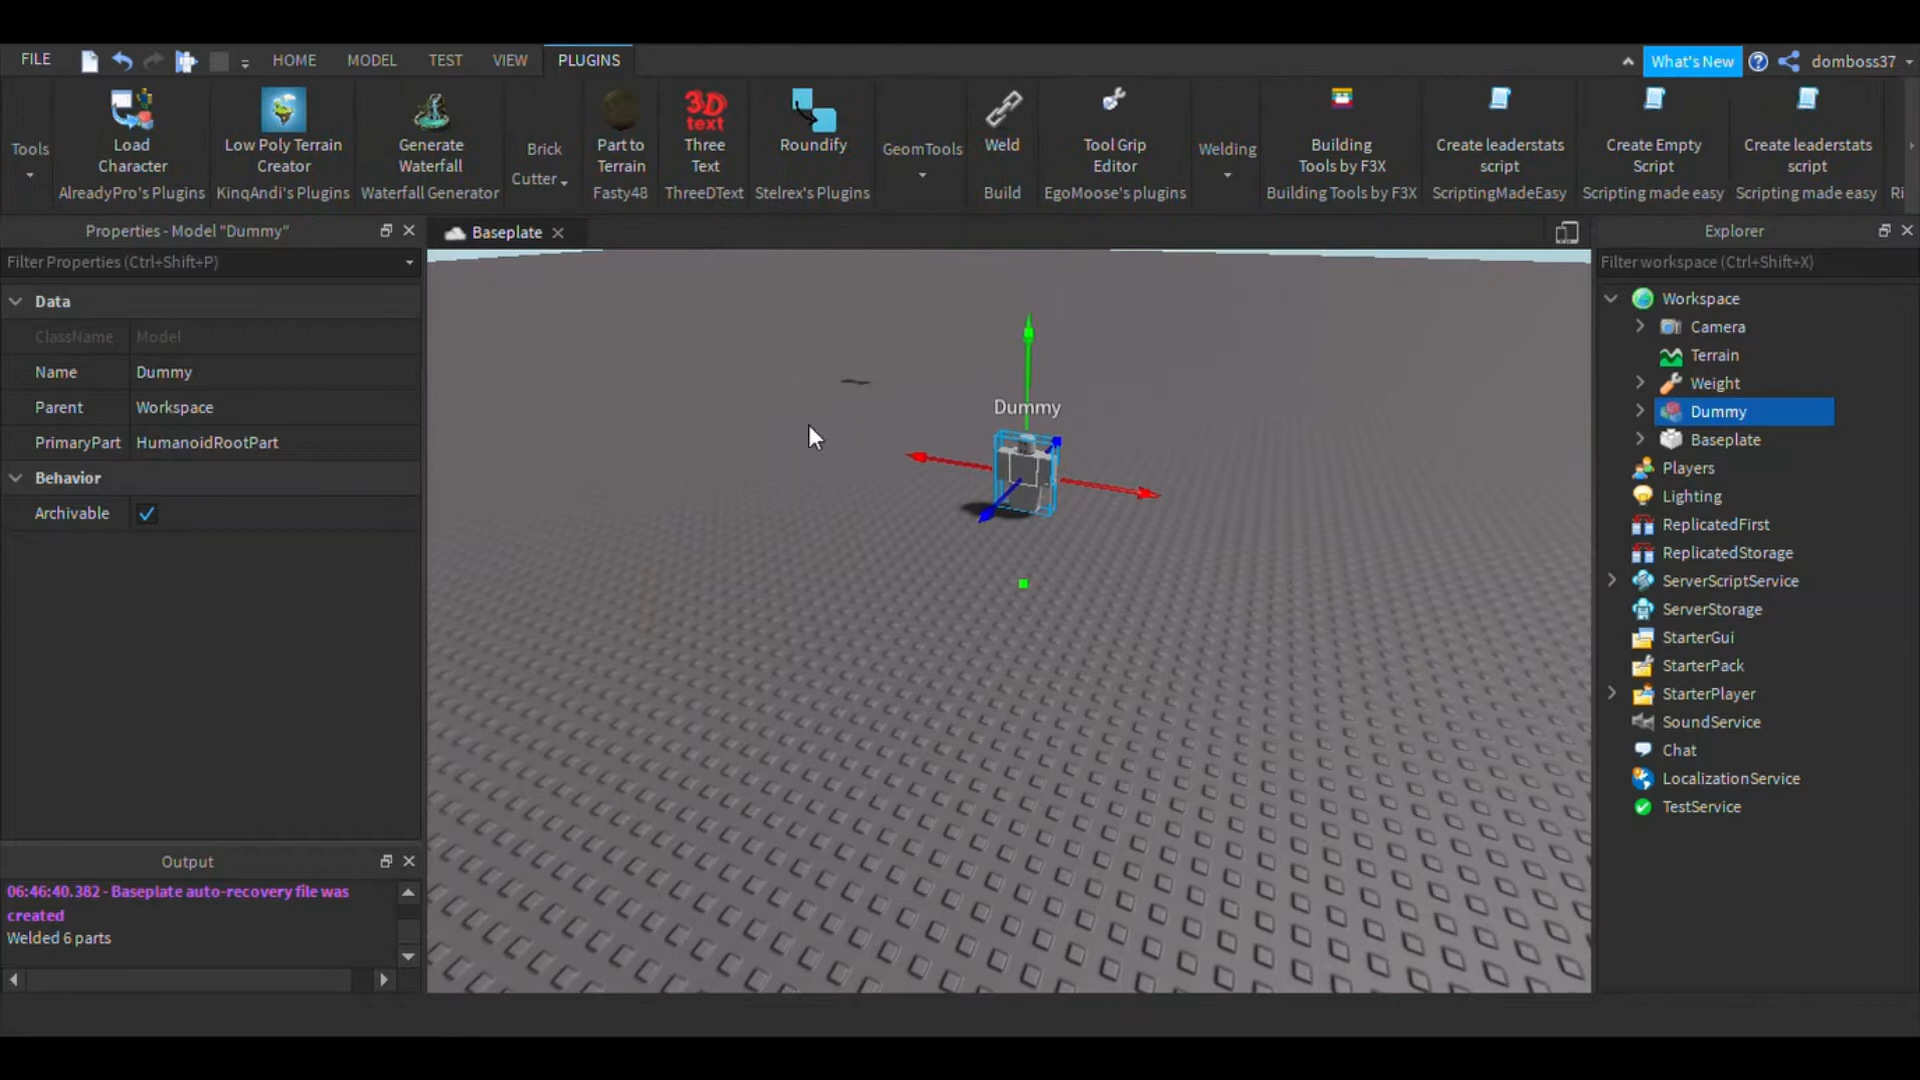 FILE
HOME
MODEL
TEST
VIEW
PLUGINS
What's New
domboss37
Tools
Load
Character
AlreadyPro's Plugins
Low Poly Terrain
Creator
KinqAndi's Plugins
Generate
Waterfall
Waterfall Generator
Brick
Cutter
Part to
Terrain
Fasty48
3D
text
Three
Text
ThreeDText
Roundify
Stelrex's Plugins
GeomTools
Weld
Build
Tool Grip
Editor
EgoMoose's plugins
Welding
Building
Tools by F3X
Building Tools by F3X
Create leaderstats
script
ScriptingMadeEasy
Create Empty
Script
Scripting made easy
Create leaderstats
script
Scripting made easy
Ri
Properties - Model "Dummy"
Filter Properties (Ctrl+Shift+P)
Data
ClassName Model
Name Dummy
Parent Workspace
PrimaryPart HumanoidRootPart
Behavior
Archivable
Output
06:46:40.382 - Baseplate auto-recovery file was
created
Welded 6 parts
Baseplate
Dummy
Explorer
Filter workspace (Ctrl+Shift+X)
Workspace
Camera
Terrain
Weight
Dummy
Baseplate
Players
Lighting
ReplicatedFirst
ReplicatedStorage
ServerScriptService
ServerStorage
StarterGui
StarterPack
StarterPlayer
SoundService
Chat
LocalizationService
TestService